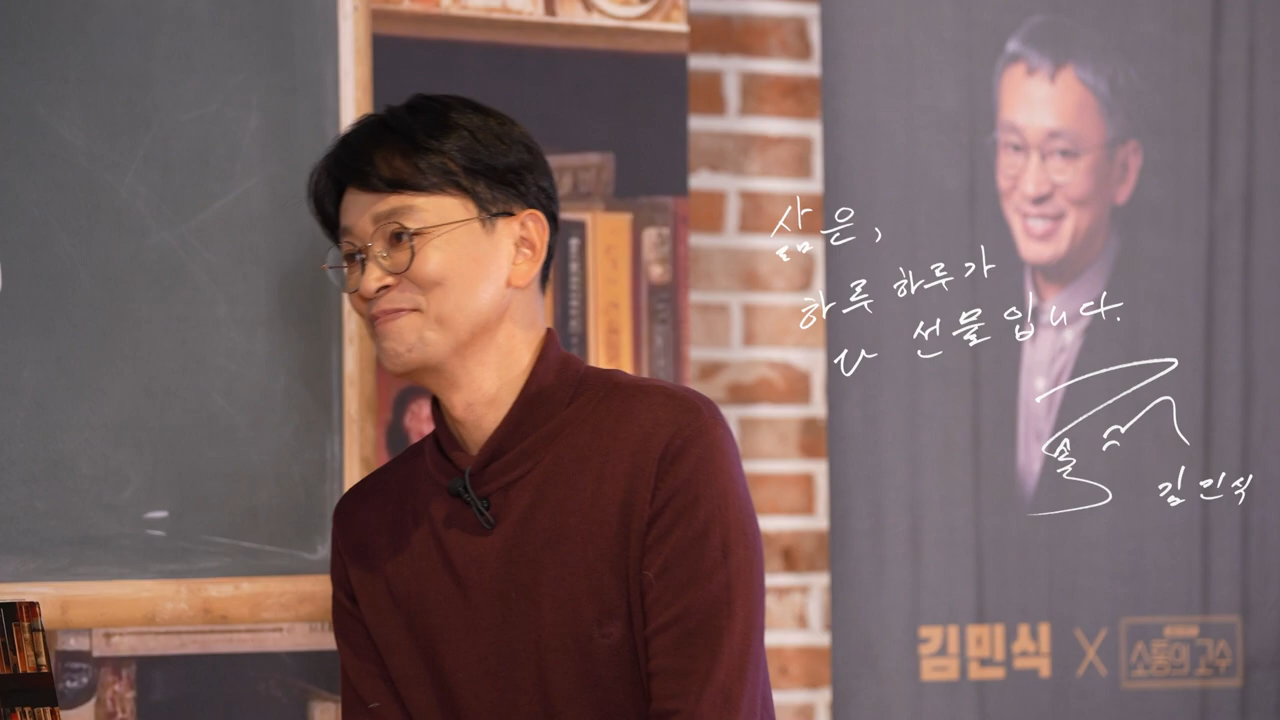 삶은,
하루 하루가
선물입니다.
김민식
김민식 X 소통의 고수